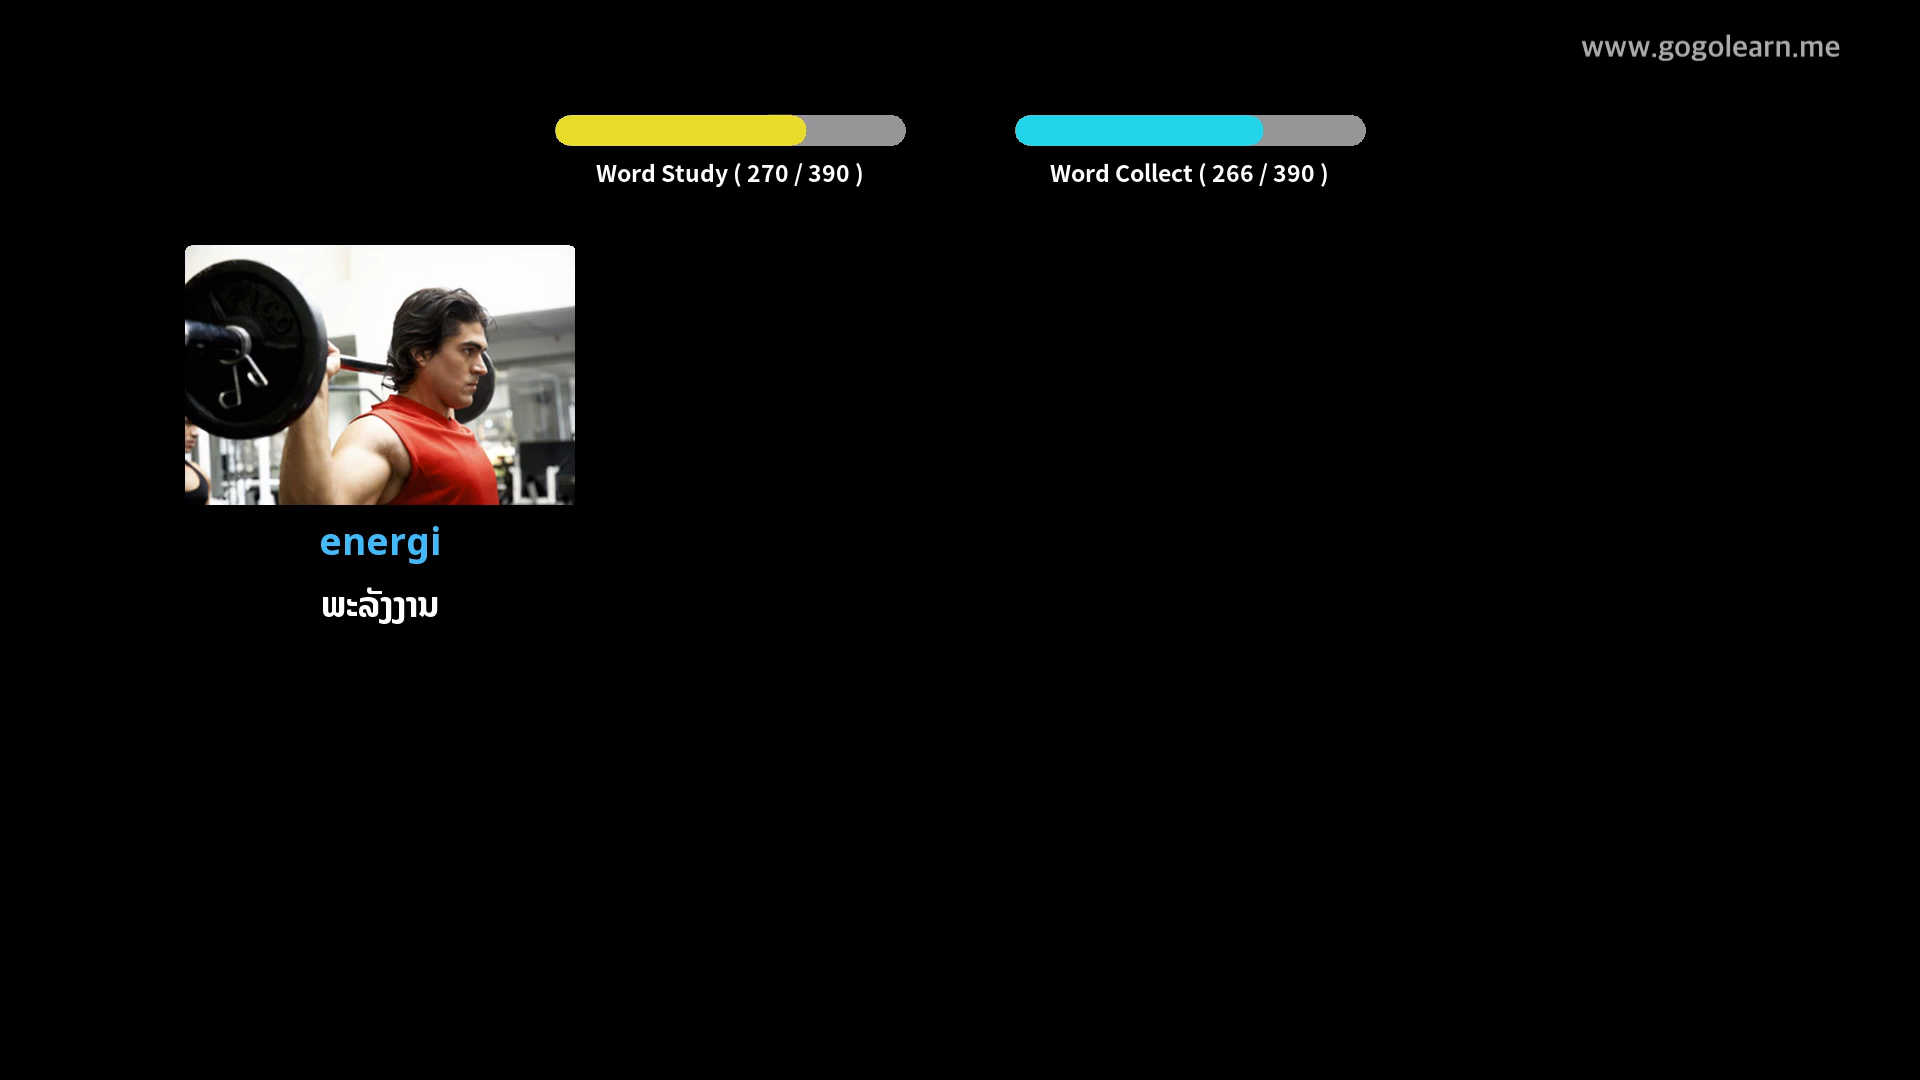 www.gogolearn.me
Word Study ( 270 / 390 )
Word Collect ( 266 / 390 )
energi
ພະລັງງານ